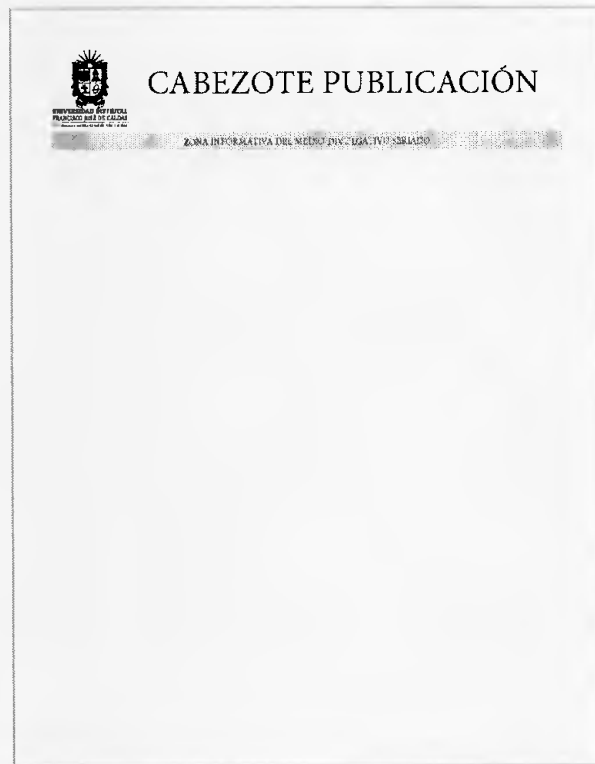 CABEZOTE PUBLICACIÓN
UNIVERSIDAD DISTRITAL
FRANCISCO JOSÉ DE CALDAS
ZONA INFORMATIVA DEL MEDIO DIVULGATIVO SERIADO